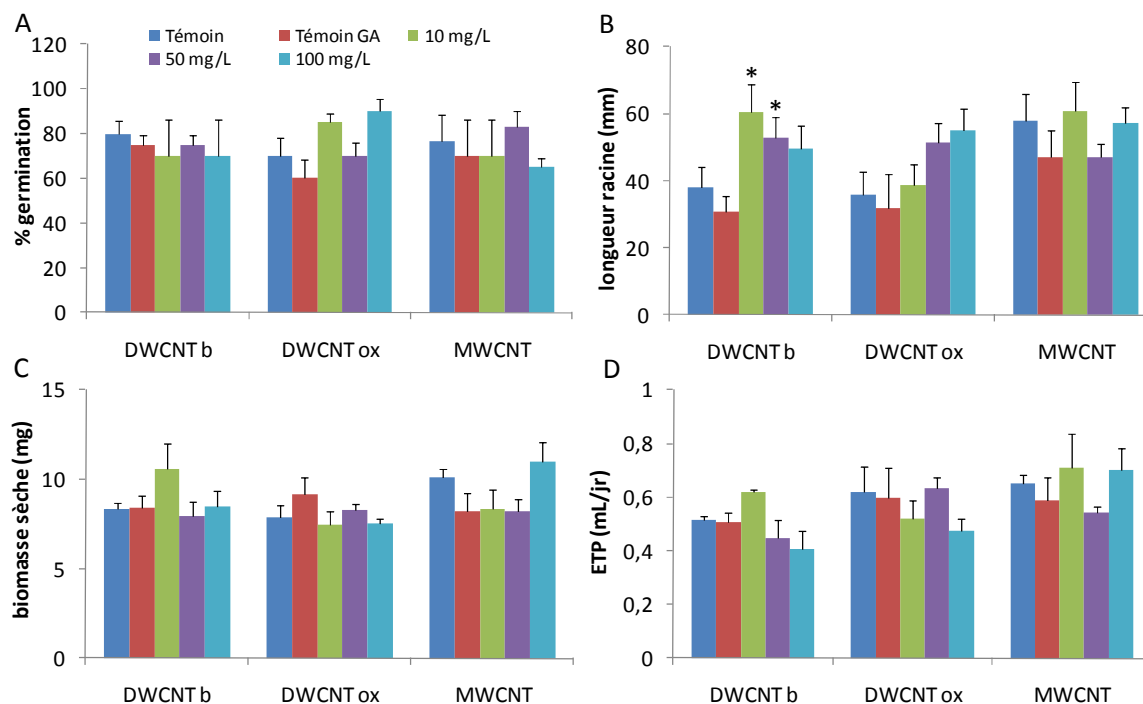 A
Témoin
Témoin GA
10 mg/L
50 mg/L
100 mg/L
120
100
80
60
40
20
0
% germination
DWCNT b
DWCNT ox
MWCNT
B
80
60
40
20
0
longueur racine (mm)
*
*
DWCNT b
DWCNT ox
MWCNT
C
15
10
5
0
biomasse sèche (mg)
DWCNT b
DWCNT ox
MWCNT
D
1
0,8
0,6
0,4
0,2
0
ETP (mL/jr)
DWCNT b
DWCNT ox
MWCNT